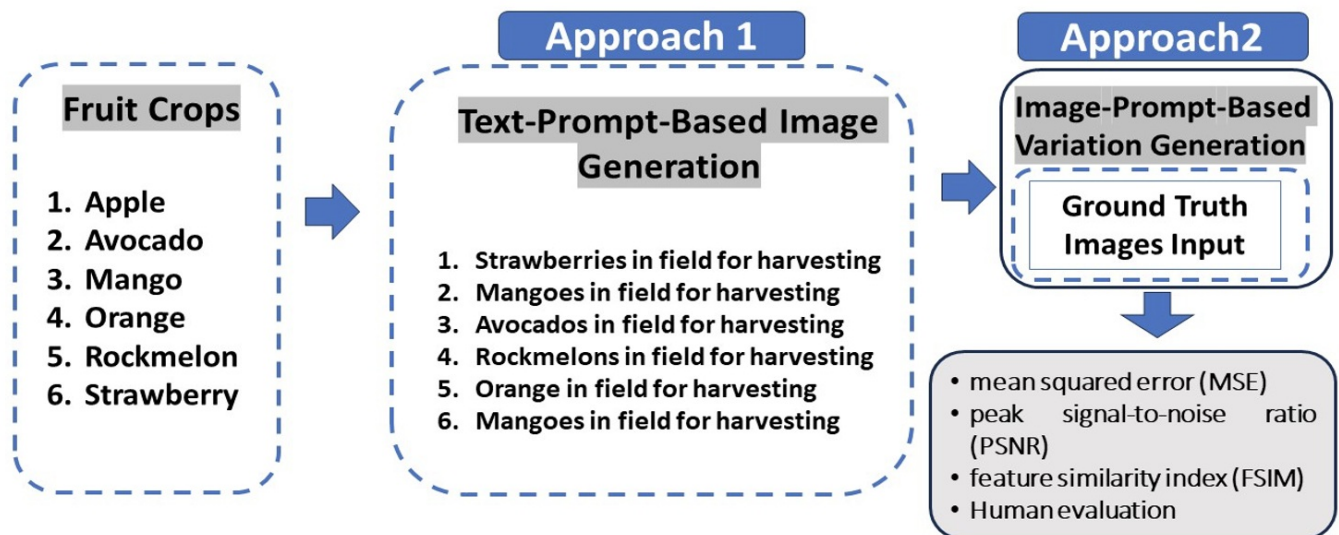 Fruit Crops
1. Apple
2. Avocado
3. Mango
4. Orange
5. Rockmelon
6. Strawberry
Approach 1
Text-Prompt-Based Image
Generation
1. Strawberries in field for harvesting
2. Mangoes in field for harvesting
3. Avocados in field for harvesting
4. Rockmelons in field for harvesting
5. Orange in field for harvesting
6. Mangoes in field for harvesting
Approach2
Image-Prompt-Based
Variation Generation
Ground Truth
Images Input
• mean squared error (MSE)
• peak signal-to-noise ratio
(PSNR)
• feature similarity index (FSIM)
• Human evaluation